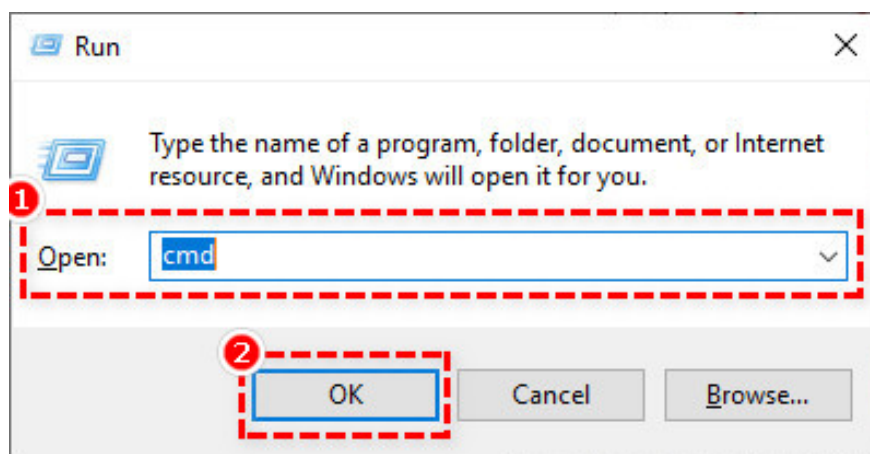 Run
Type the name of a program, folder, document, or Internet
resource, and Windows will open it for you.
1
Open: cmd
2
OK Cancel Browse...